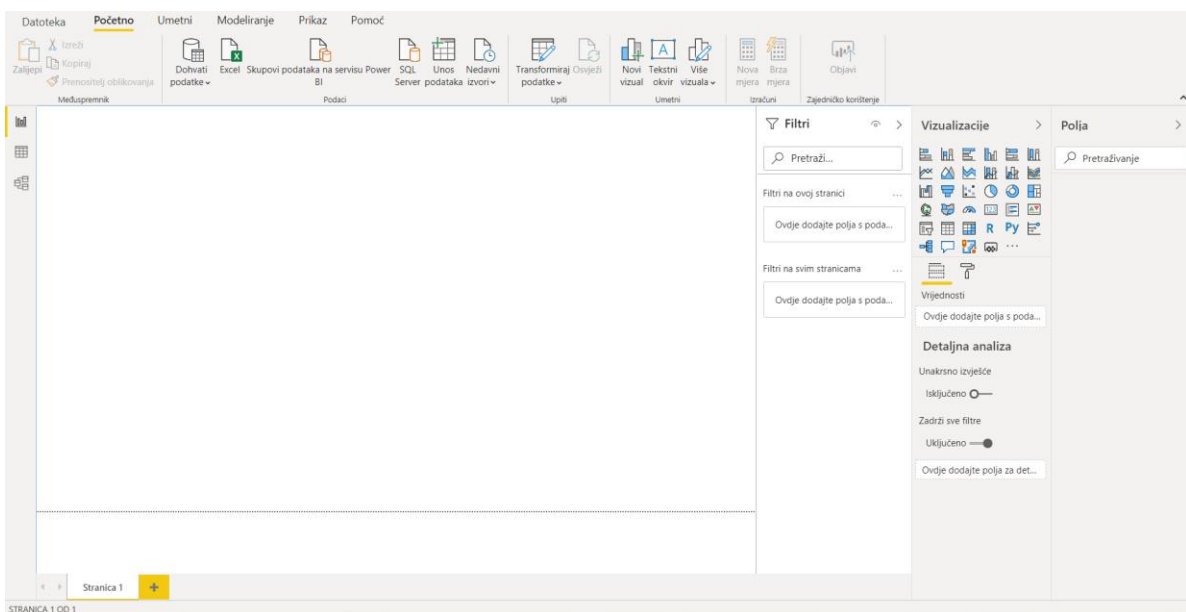 Datoteka Početno Umetni Modeliranje Prikaz Pomoć
Zalijepi
Izreži
Kopiraj
Prenositelj oblikovanja
Međuspremnik
Dohvati podatke
Excel
Skupovi podataka na servisu Power BI
SQL Server
Unos podataka
Nedavni izvori
Podaci
Transformiraj podatke
Osvježi
Upiti
Novi vizual
Tekstni okvir
Više vizuala
Umetni
Nova mjera
Brza mjera
Izračuni
Objavi
Zajedničko korištenje
Filtri
Pretraži...
Filtri na ovoj stranici ...
Ovdje dodajte polja s poda...
Filtri na svim stranicama ...
Ovdje dodajte polja s poda...
Vizualizacije
R Py
...
Vrijednosti
Ovdje dodajte polja s poda...
Detaljna analiza
Unakrsno izvješće
Isključeno
Zadrži sve filtre
Uključeno
Ovdje dodajte polja za det...
Polja
Pretraživanje
Stranica 1 +
STRANICA 1 OD 1